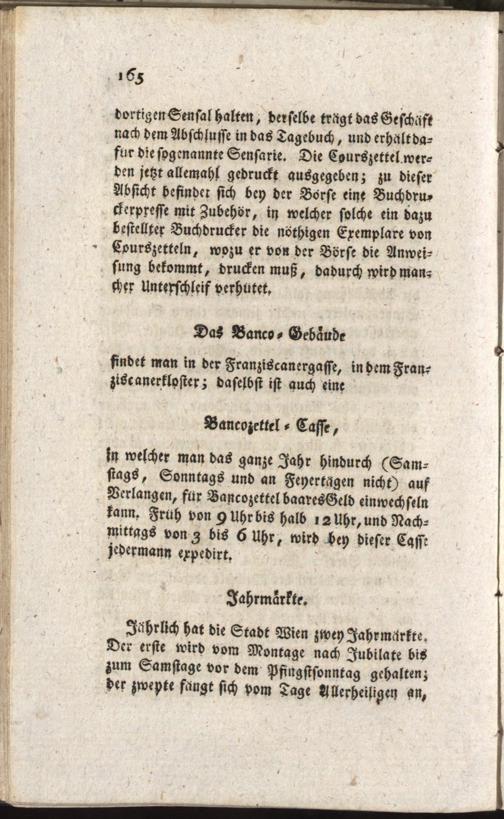 165
dortigen Sensal halten, derselbe trägt das Geschäft
nach dem Abschlusse in das Tagebuch, und erhält da-
für die sogenannte Sensarie. Die Courszettel wer-
den jetzt allemahl gedruckt ausgegeben; zu dieser
Absicht befindet sich bey der Börse eine Buchdru-
ckerpresse mit Zubehör, in welcher solche ein dazu
bestellter Buchdrucker die nöthigen Exemplare von
Courszetteln, wozu er von der Börse die Anwei-
sung bekommt, drucken muß, dadurch wird man-
cher Unterschleif verhütet.
Das Banco-Gebäude
findet man in der Franziscanergasse, in dem Fran-
ziscanerkloster; daselbst ist auch eine
Bancozettel-Casse,
in welcher man das ganze Jahr hindurch (Sam-
stags, Sonntags und an Feyertägen nicht) auf
Verlangen, für Bancozettel baares Geld einwechseln
kann. Früh von 9 Uhr bis halb 12 Uhr, und Nach-
mittags von 3 bis 6 Uhr, wird bey dieser Casse
jedermann expedirt.
Jahrmärkte.
Jährlich hat die Stadt Wien zwey Jahrmärkte.
Der erste wird vom Montage nach Jubilate bis
zum Samstage vor dem Pfingstsonntag gehalten;
der zweyte fängt sich vom Tage Allerheiligen an,